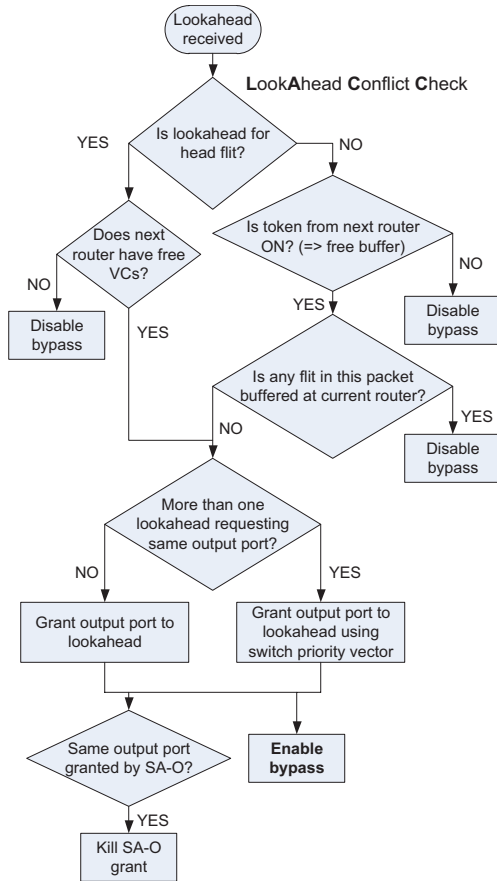 Lookahead
received
LookAhead Conflict Check
Is lookahead for
head flit?
YES
NO
Does next
router have free
VCs?
Is token from next router
ON? (=> free buffer)
NO
YES
Disable
bypass
YES
NO
Disable
bypass
Is any flit in this packet
buffered at current router?
NO
YES
Disable
bypass
More than one
lookahead requesting
same output port?
NO
YES
Grant output port to
lookahead
Grant output port to
lookahead using
switch priority vector
Same output port
granted by SA-O?
Enable
bypass
YES
Kill SA-O
grant